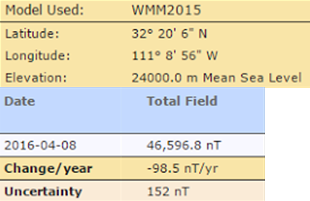 Model Used: WMM2015
Latitude: 32° 20' 6" N
Longitude: 111° 8' 56" W
Elevation: 24000.0 m Mean Sea Level
Date Total Field
2016-04-08 46,596.8 nT
Change/year -98.5 nT/yr
Uncertainty 152 nT